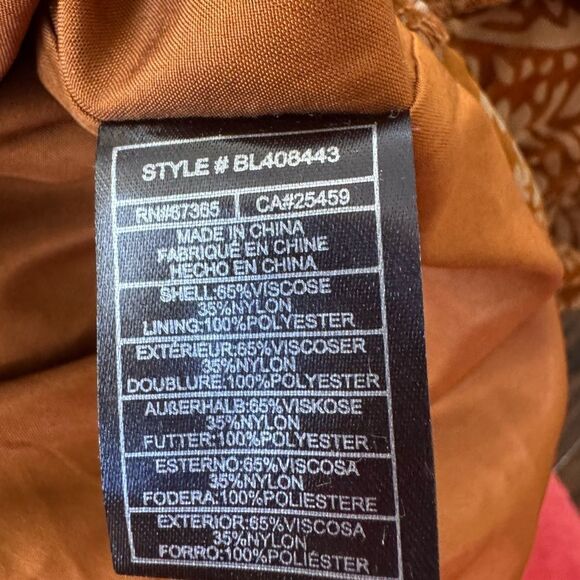 STYLE # BL408443
RN#67365 CA#25459
MADE IN CHINA
FABRIQUÉ EN CHINE
HECHO EN CHINA
SHELL:65%VISCOSE
35%NYLON
LINING:100%POLYESTER
EXTÉRIEUR:65%VISCOSER
35%NYLON
DOUBLURE:100%POLYESTER
AUßERHALB:65%VISKOSE
35%NYLON
FUTTER:100%POLYESTER
ESTERNO:65%VISCOSA
35%NYLON
FODERA:100%POLIESTERE
EXTERIOR:65%VISCOSA
35%NYLON
FORRO:100%POLIÉSTER